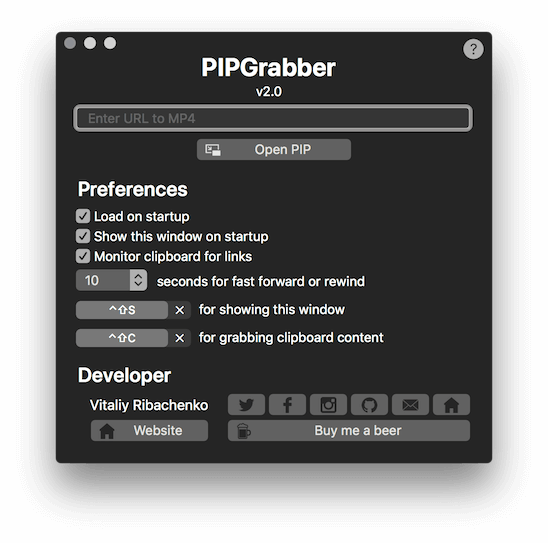 ?
PIPGrabber
v2.0
Enter URL to MP4
Open PIP
Preferences
Load on startup
Show this window on startup
Monitor clipboard for links
10 seconds for fast forward or rewind
^⇧S × for showing this window
^⇧C × for grabbing clipboard content
Developer
Vitaliy Ribachenko
Website Buy me a beer